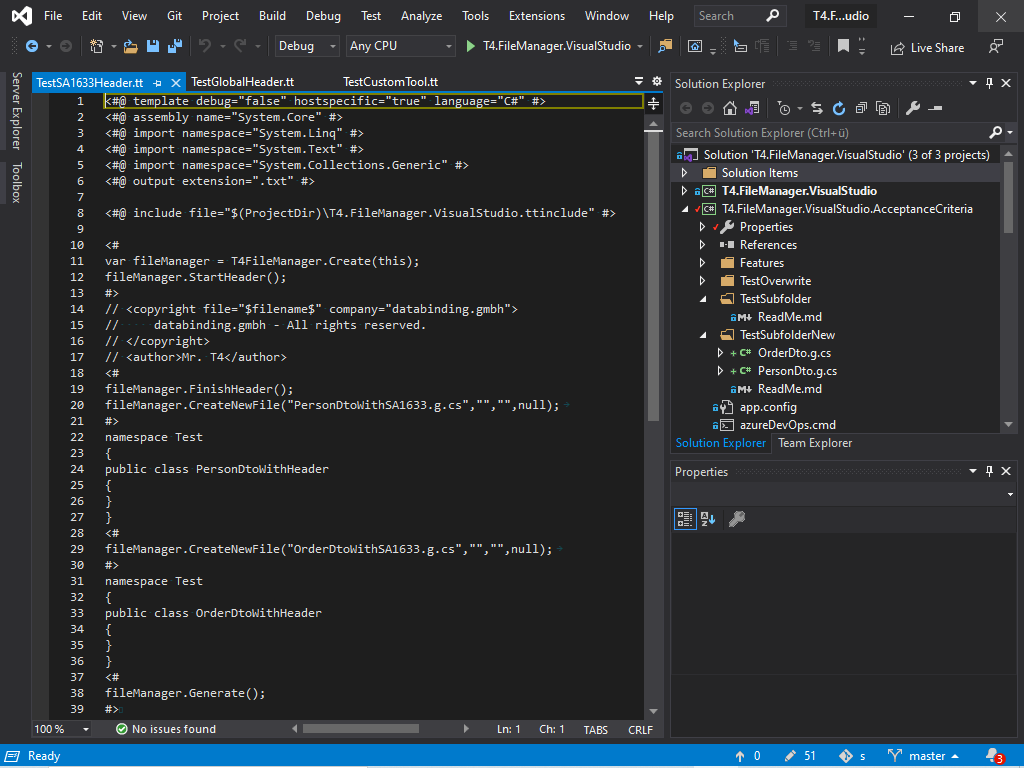 File Edit View Git Project Build Debug Test Analyze Tools Extensions Window Help Search T4.F...udio
Debug Any CPU T4.FileManager.VisualStudio Live Share
Server Explorer
Toolbox
TestSA1633Header.tt TestGlobalHeader.tt TestCustomTool.tt
1 <#@ template debug="false" hostspecific="true" language="C#" #>
2 <#@ assembly name="System.Core" #>
3 <#@ import namespace="System.Linq" #>
4 <#@ import namespace="System.Text" #>
5 <#@ import namespace="System.Collections.Generic" #>
6 <#@ output extension=".txt" #>
7
8 <#@ include file="$(ProjectDir)\T4.FileManager.VisualStudio.ttinclude" #>
9
10 <#
11 var fileManager = T4FileManager.Create(this);
12 fileManager.StartHeader();
13 #>
14 // <copyright file="$filename$" company="databinding.gmbh">
15 //     databinding.gmbh - All rights reserved.
16 // </copyright>
17 // <author>Mr. T4</author>
18 <#
19 fileManager.FinishHeader();
20 fileManager.CreateNewFile("PersonDtoWithSA1633.g.cs","","",null);
21 #>
22 namespace Test
23 {
24 public class PersonDtoWithHeader
25 {
26 }
27 }
28 <#
29 fileManager.CreateNewFile("OrderDtoWithSA1633.g.cs","","",null);
30 #>
31 namespace Test
32 {
33 public class OrderDtoWithHeader
34 {
35 }
36 }
37 <#
38 fileManager.Generate();
39 #>
100 % No issues found Ln: 1 Ch: 1 TABS CRLF
Solution Explorer
Search Solution Explorer (Ctrl+ü)
Solution 'T4.FileManager.VisualStudio' (3 of 3 projects)
Solution Items
C# T4.FileManager.VisualStudio
C# T4.FileManager.VisualStudio.AcceptanceCriteria
Properties
References
Features
TestOverwrite
TestSubfolder
M↓ ReadMe.md
TestSubfolderNew
+ C# OrderDto.g.cs
+ C# PersonDto.g.cs
M↓ ReadMe.md
app.config
azureDevOps.cmd
Solution Explorer Team Explorer
Properties
Ready 0 51 s master 3